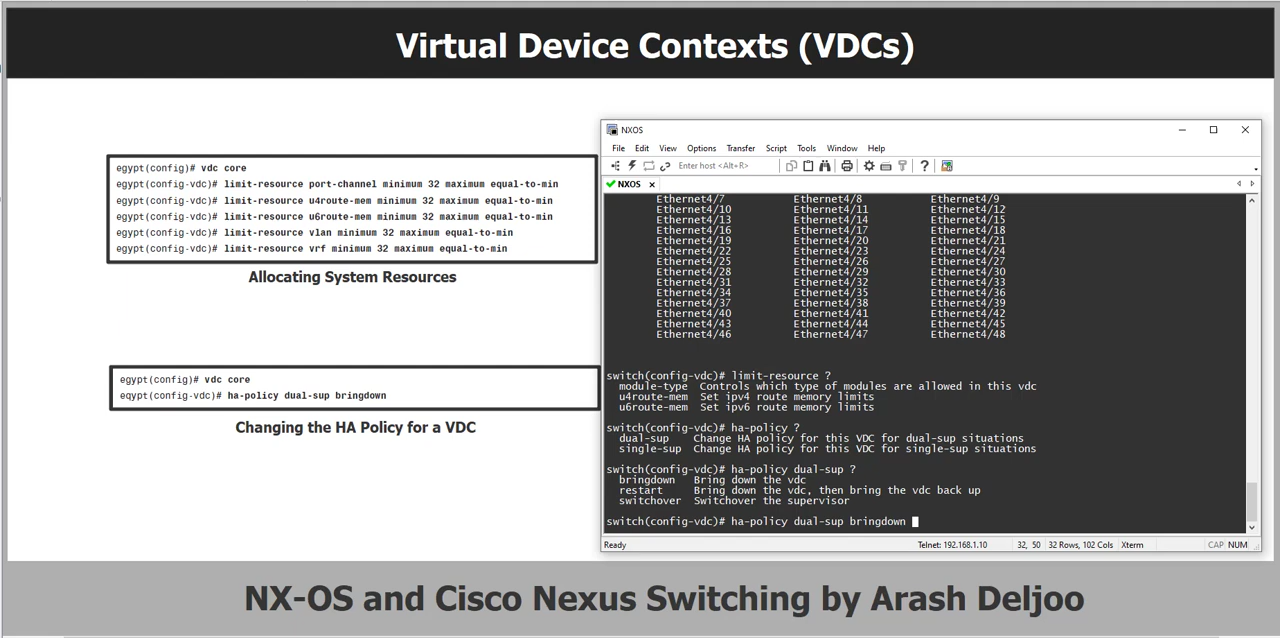 Virtual Device Contexts (VDCs)
egypt(config)# vdc core
egypt(config-vdc)# limit-resource port-channel minimum 32 maximum equal-to-min
egypt(config-vdc)# limit-resource u4route-mem minimum 32 maximum equal-to-min
egypt(config-vdc)# limit-resource u6route-mem minimum 32 maximum equal-to-min
egypt(config-vdc)# limit-resource vlan minimum 32 maximum equal-to-min
egypt(config-vdc)# limit-resource vrf minimum 32 maximum equal-to-min
Allocating System Resources
egypt(config)# vdc core
eqypt(config-vdc)# ha-policy dual-sup bringdown
Changing the HA Policy for a VDC
NXOS
File Edit View Options Transfer Script Tools Window Help
Enter host <Alt+R>
NXOS
Ethernet4/7 Ethernet4/8 Ethernet4/9
Ethernet4/10 Ethernet4/11 Ethernet4/12
Ethernet4/13 Ethernet4/14 Ethernet4/15
Ethernet4/16 Ethernet4/17 Ethernet4/18
Ethernet4/19 Ethernet4/20 Ethernet4/21
Ethernet4/22 Ethernet4/23 Ethernet4/24
Ethernet4/25 Ethernet4/26 Ethernet4/27
Ethernet4/28 Ethernet4/29 Ethernet4/30
Ethernet4/31 Ethernet4/32 Ethernet4/33
Ethernet4/34 Ethernet4/35 Ethernet4/36
Ethernet4/37 Ethernet4/38 Ethernet4/39
Ethernet4/40 Ethernet4/41 Ethernet4/42
Ethernet4/43 Ethernet4/44 Ethernet4/45
Ethernet4/46 Ethernet4/47 Ethernet4/48
switch(config-vdc)# limit-resource ?
module-type Controls which type of modules are allowed in this vdc
u4route-mem Set ipv4 route memory limits
u6route-mem Set ipv6 route memory limits
switch(config-vdc)# ha-policy ?
dual-sup Change HA policy for this VDC for dual-sup situations
single-sup Change HA policy for this VDC for single-sup situations
switch(config-vdc)# ha-policy dual-sup ?
bringdown Bring down the vdc
restart Bring down the vdc, then bring the vdc back up
switchover Switchover the supervisor
switch(config-vdc)# ha-policy dual-sup bringdown
Ready Telnet: 192.168.1.10 32, 50 32 Rows, 102 Cols Xterm CAP NUM
NX-OS and Cisco Nexus Switching by Arash Deljoo